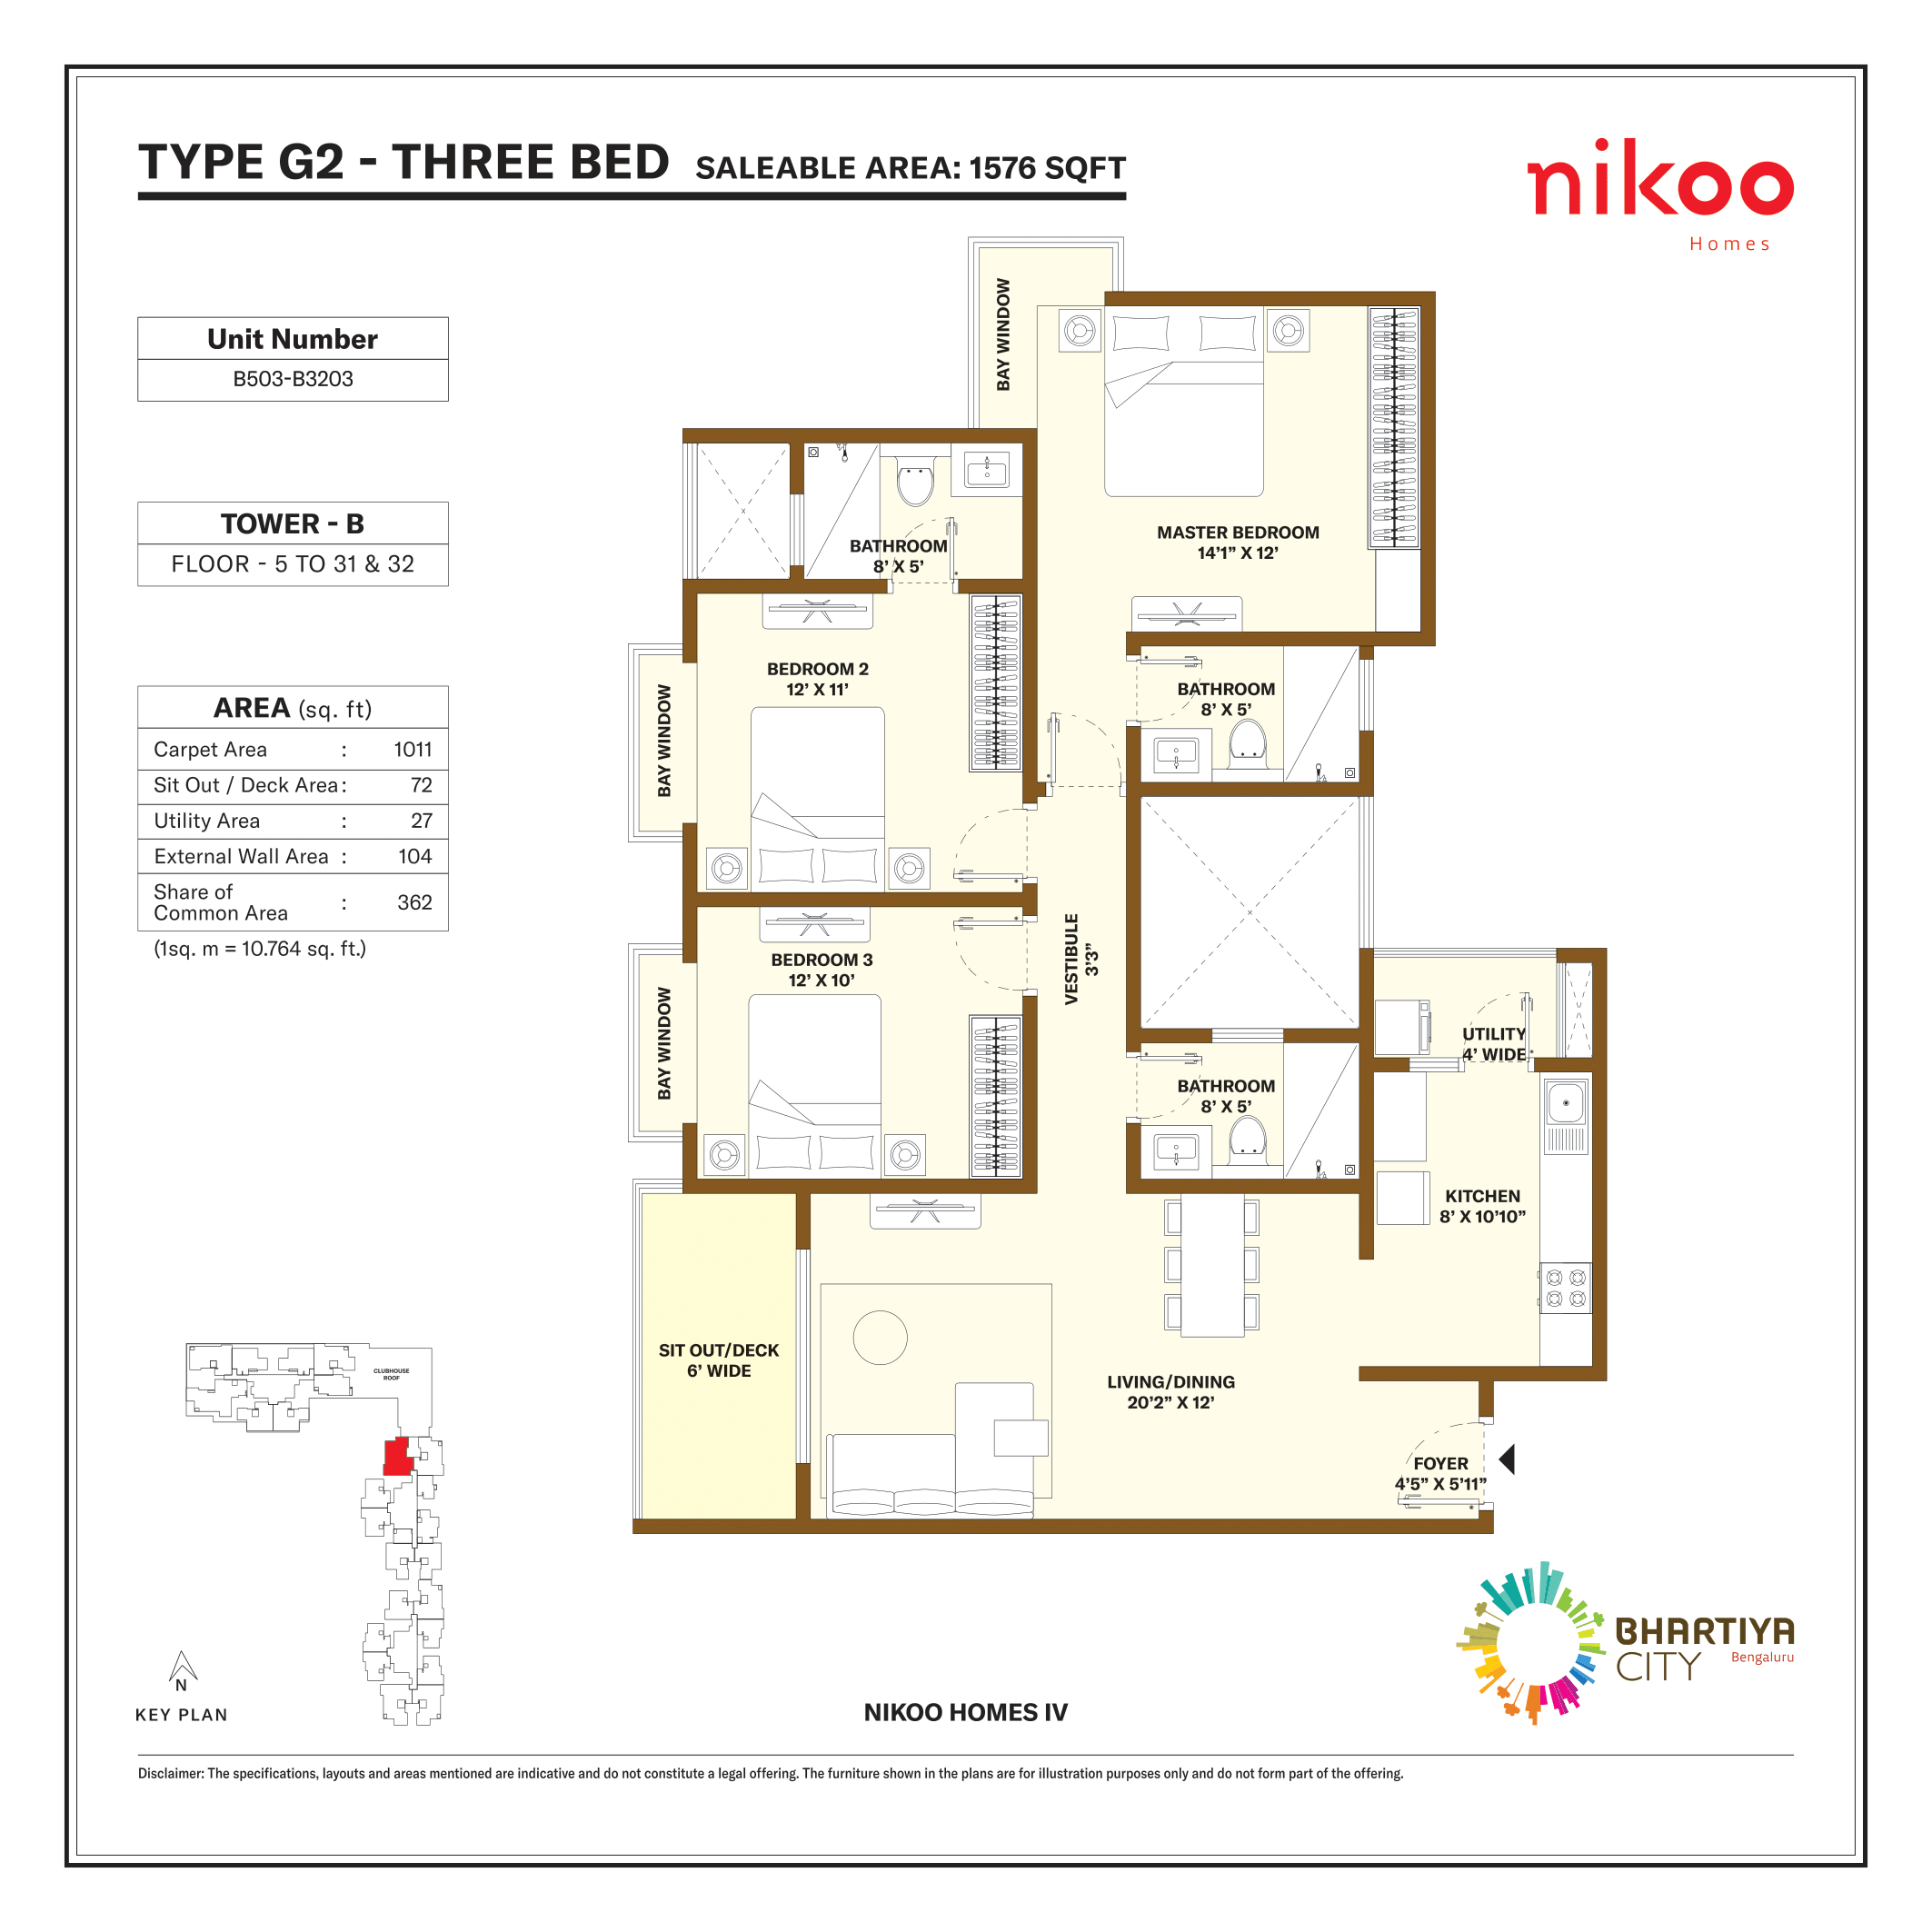 TYPE G2 - THREE BED SALEABLE AREA: 1576 SQFT
nikoo
Homes
Unit Number
B503-B3203
TOWER - B
FLOOR - 5 TO 31 & 32
AREA (sq. ft)
Carpet Area : 1011
Sit Out / Deck Area : 72
Utility Area : 27
External Wall Area : 104
Share of
Common Area : 362
(1sq. m = 10.764 sq. ft.)
BAY WINDOW
MASTER BEDROOM
14’1” X 12’
BATHROOM
8’ X 5’
BEDROOM 2
12’ X 11’
BAY WINDOW
BATHROOM
8’ X 5’
BEDROOM 3
12’ X 10’
BAY WINDOW
VESTIBULE
3’3”
UTILITY
4’ WIDE
BATHROOM
8’ X 5’
KITCHEN
8’ X 10’10”
SIT OUT/DECK
6’ WIDE
LIVING/DINING
20’2” X 12’
FOYER
4’5” X 5’11”
CLUBHOUSE
ROOF
N
KEY PLAN
NIKOO HOMES IV
BHARTIYA
CITY
Bengaluru
Disclaimer: The specifications, layouts and areas mentioned are indicative and do not constitute a legal offering. The furniture shown in the plans are for illustration purposes only and do not form part of the offering.